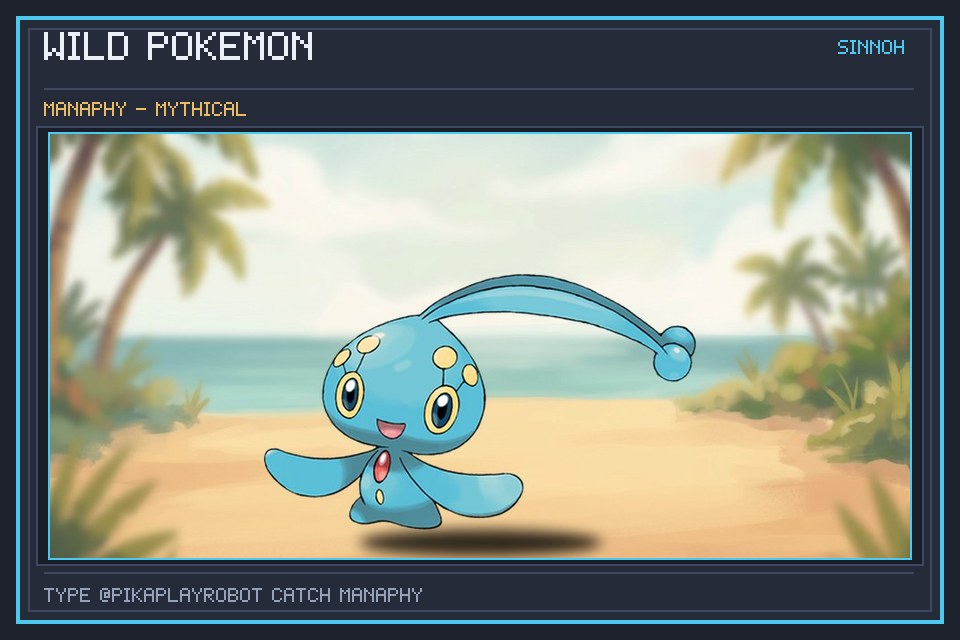 WILD POKEMON
SINNOH
MANAPHY - MYTHICAL
TYPE @PIKAPLAYROBOT CATCH MANAPHY